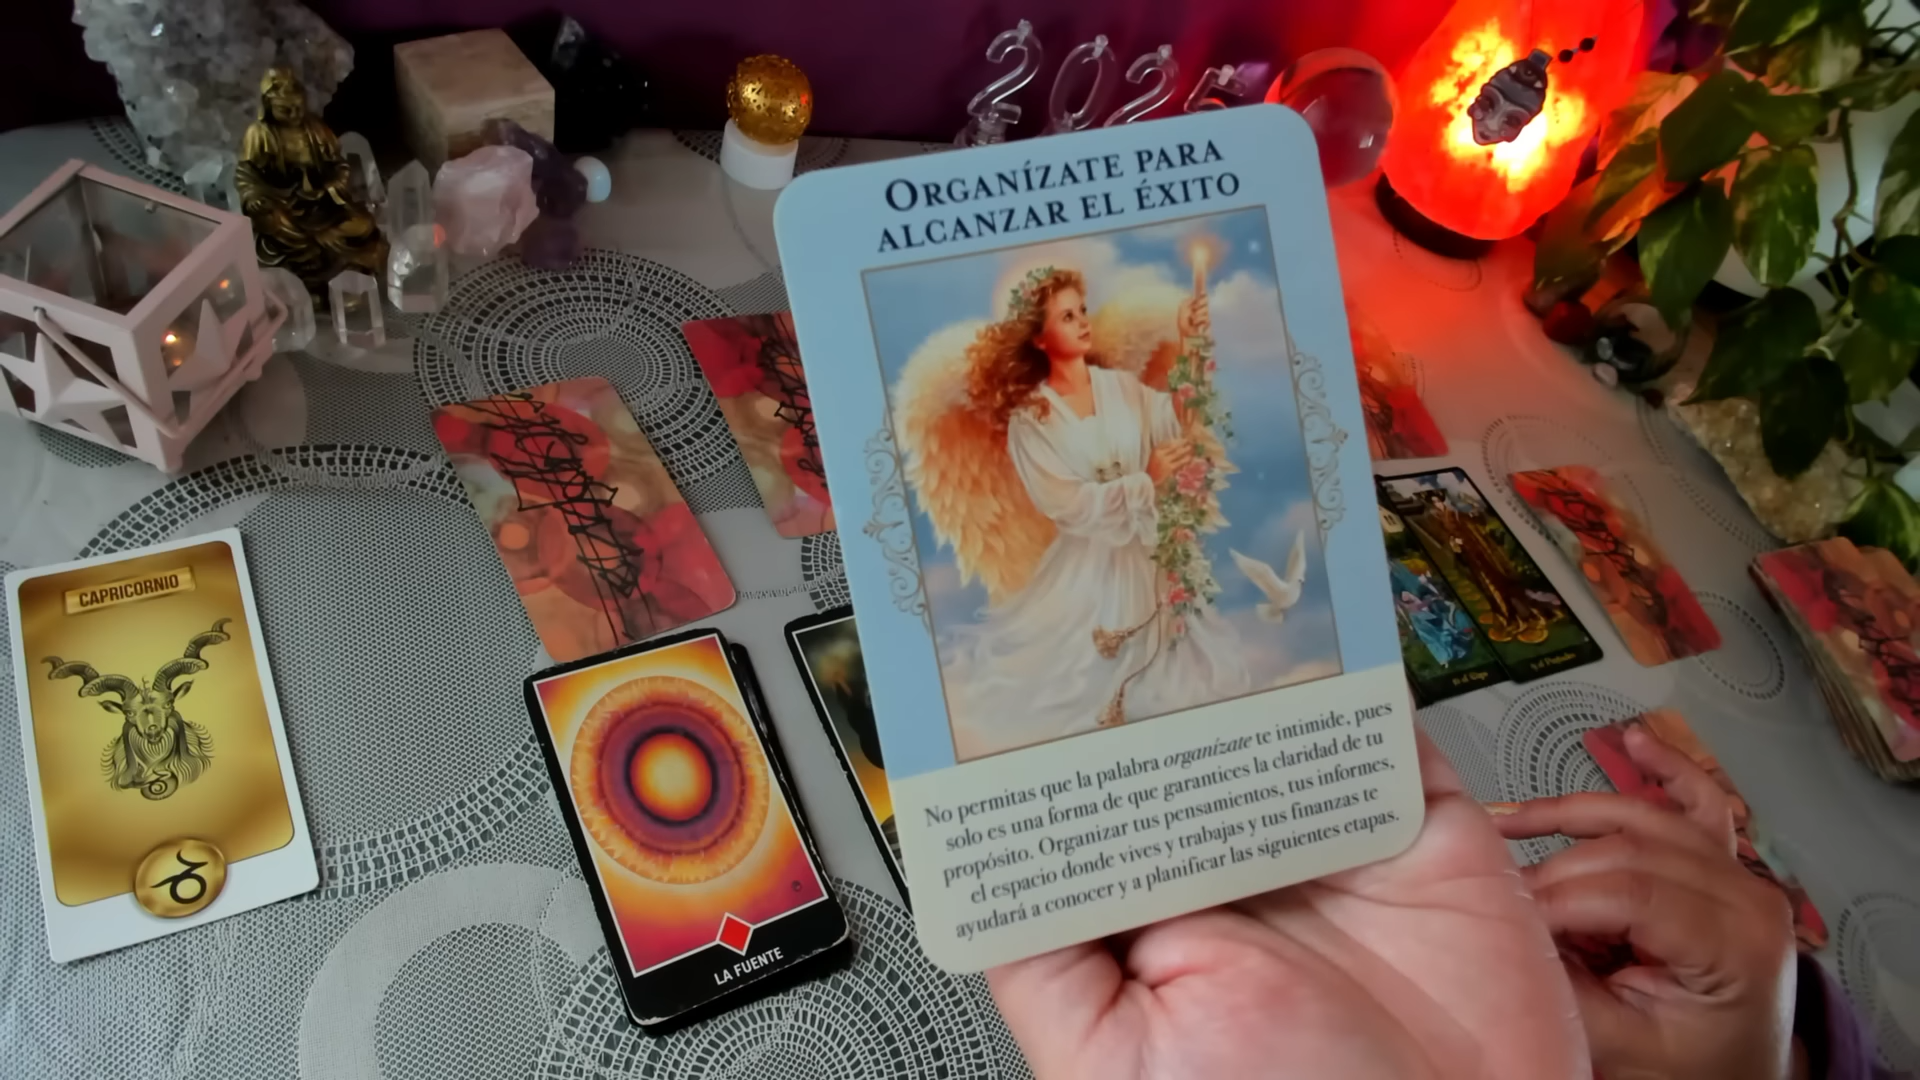 2025
ORGANÍZATE PARA
ALCANZAR EL ÉXITO
No permitas que la palabra organízate te intimide, pues
solo es una forma de que garantices la claridad de tu
propósito. Organizar tus pensamientos, tus informes,
el espacio donde vives y trabajas y tus finanzas te
ayudará a conocer y a planificar las siguientes etapas.
CAPRICORNIO
LA FUENTE